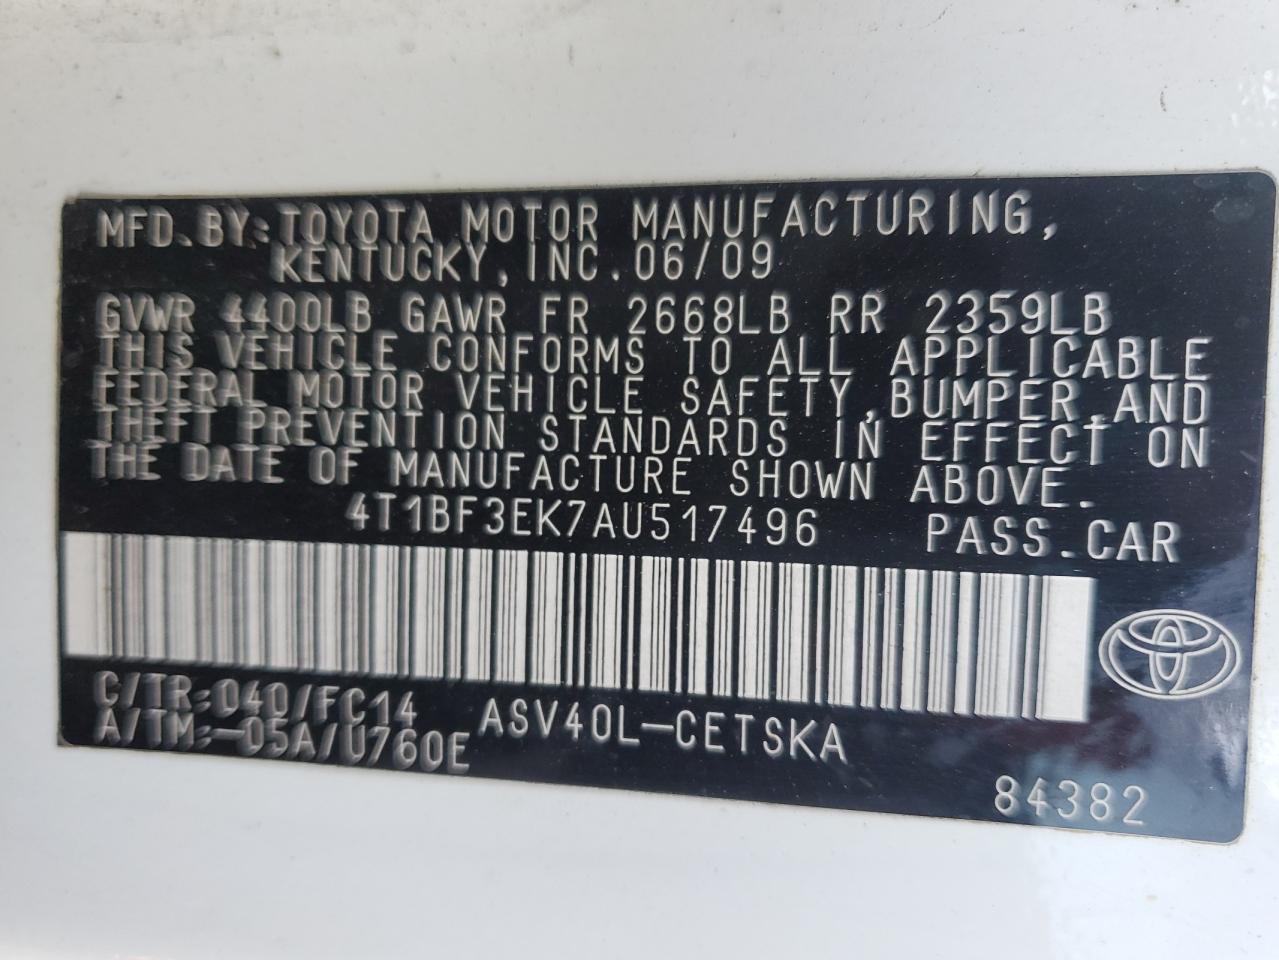 MFD.BY:TOYOTA MOTOR MANUFACTURING,
KENTUCKY,INC.06/09
GVWR 4400LB GAWR FR 2668LB RR 2359LB
THIS VEHICLE CONFORMS TO ALL APPLICABLE
FEDERAL MOTOR VEHICLE SAFETY,BUMPER,AND
THEFT PREVENTION STANDARDS IN EFFECT ON
THE DATE OF MANUFACTURE SHOWN ABOVE.
4T1BF3EK7AU517496 PASS.CAR
C/TR:040/FC14 ASV40L-CETSKA
A/TM:-05A/U760E
84382